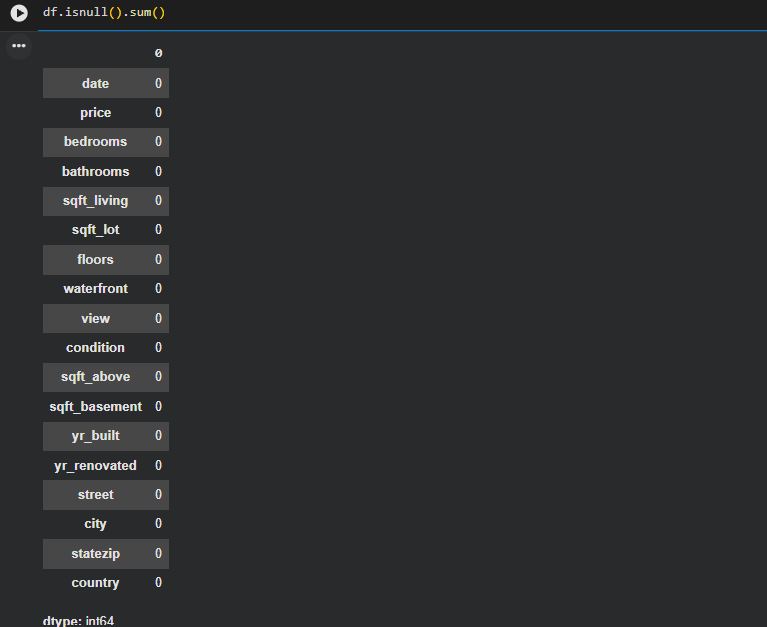 df.isnull().sum()
0
date 0
price 0
bedrooms 0
bathrooms 0
sqft_living 0
sqft_lot 0
floors 0
waterfront 0
view 0
condition 0
sqft_above 0
sqft_basement 0
yr_built 0
yr_renovated 0
street 0
city 0
statezip 0
country 0
dtype: int64